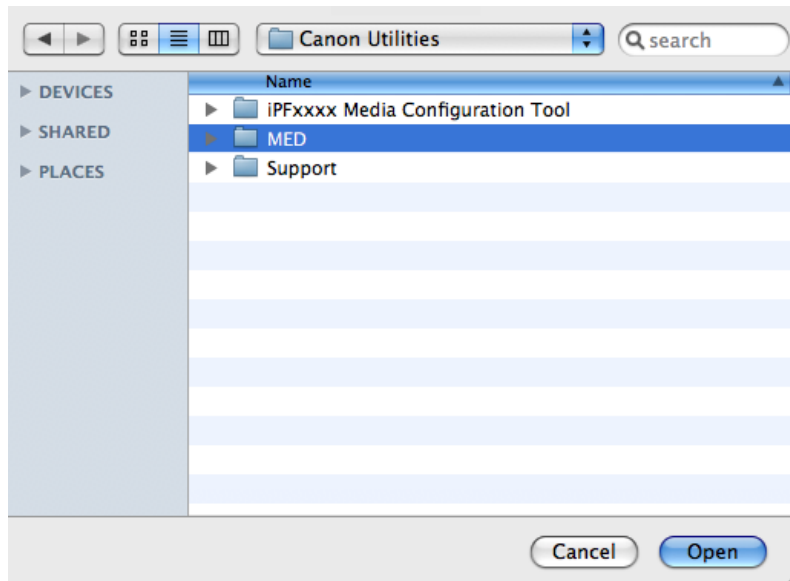 Canon Utilities
search
DEVICES
SHARED
PLACES
Name
iPFxxxx Media Configuration Tool
MED
Support
Cancel
Open